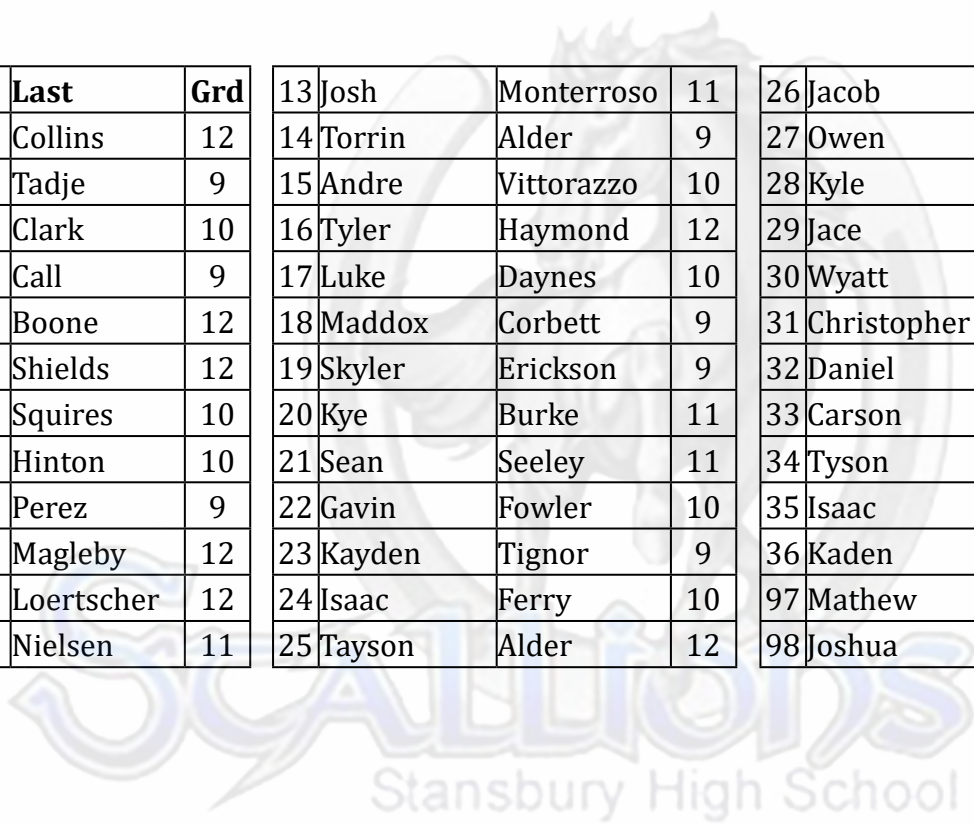 Last Grd 13 Josh Monterroso 11 26 Jacob
Collins 12 14 Torrin Alder 9 27 Owen
Tadje 9 15 Andre Vittorazzo 10 28 Kyle
Clark 10 16 Tyler Haymond 12 29 Jace
Call 9 17 Luke Daynes 10 30 Wyatt
Boone 12 18 Maddox Corbett 9 31 Christopher
Shields 12 19 Skyler Erickson 9 32 Daniel
Squires 10 20 Kye Burke 11 33 Carson
Hinton 10 21 Sean Seeley 11 34 Tyson
Perez 9 22 Gavin Fowler 10 35 Isaac
Magleby 12 23 Kayden Tignor 9 36 Kaden
Loertscher 12 24 Isaac Ferry 10 97 Mathew
Nielsen 11 25 Tayson Alder 12 98 Joshua
SCALLIONS
Stansbury High School